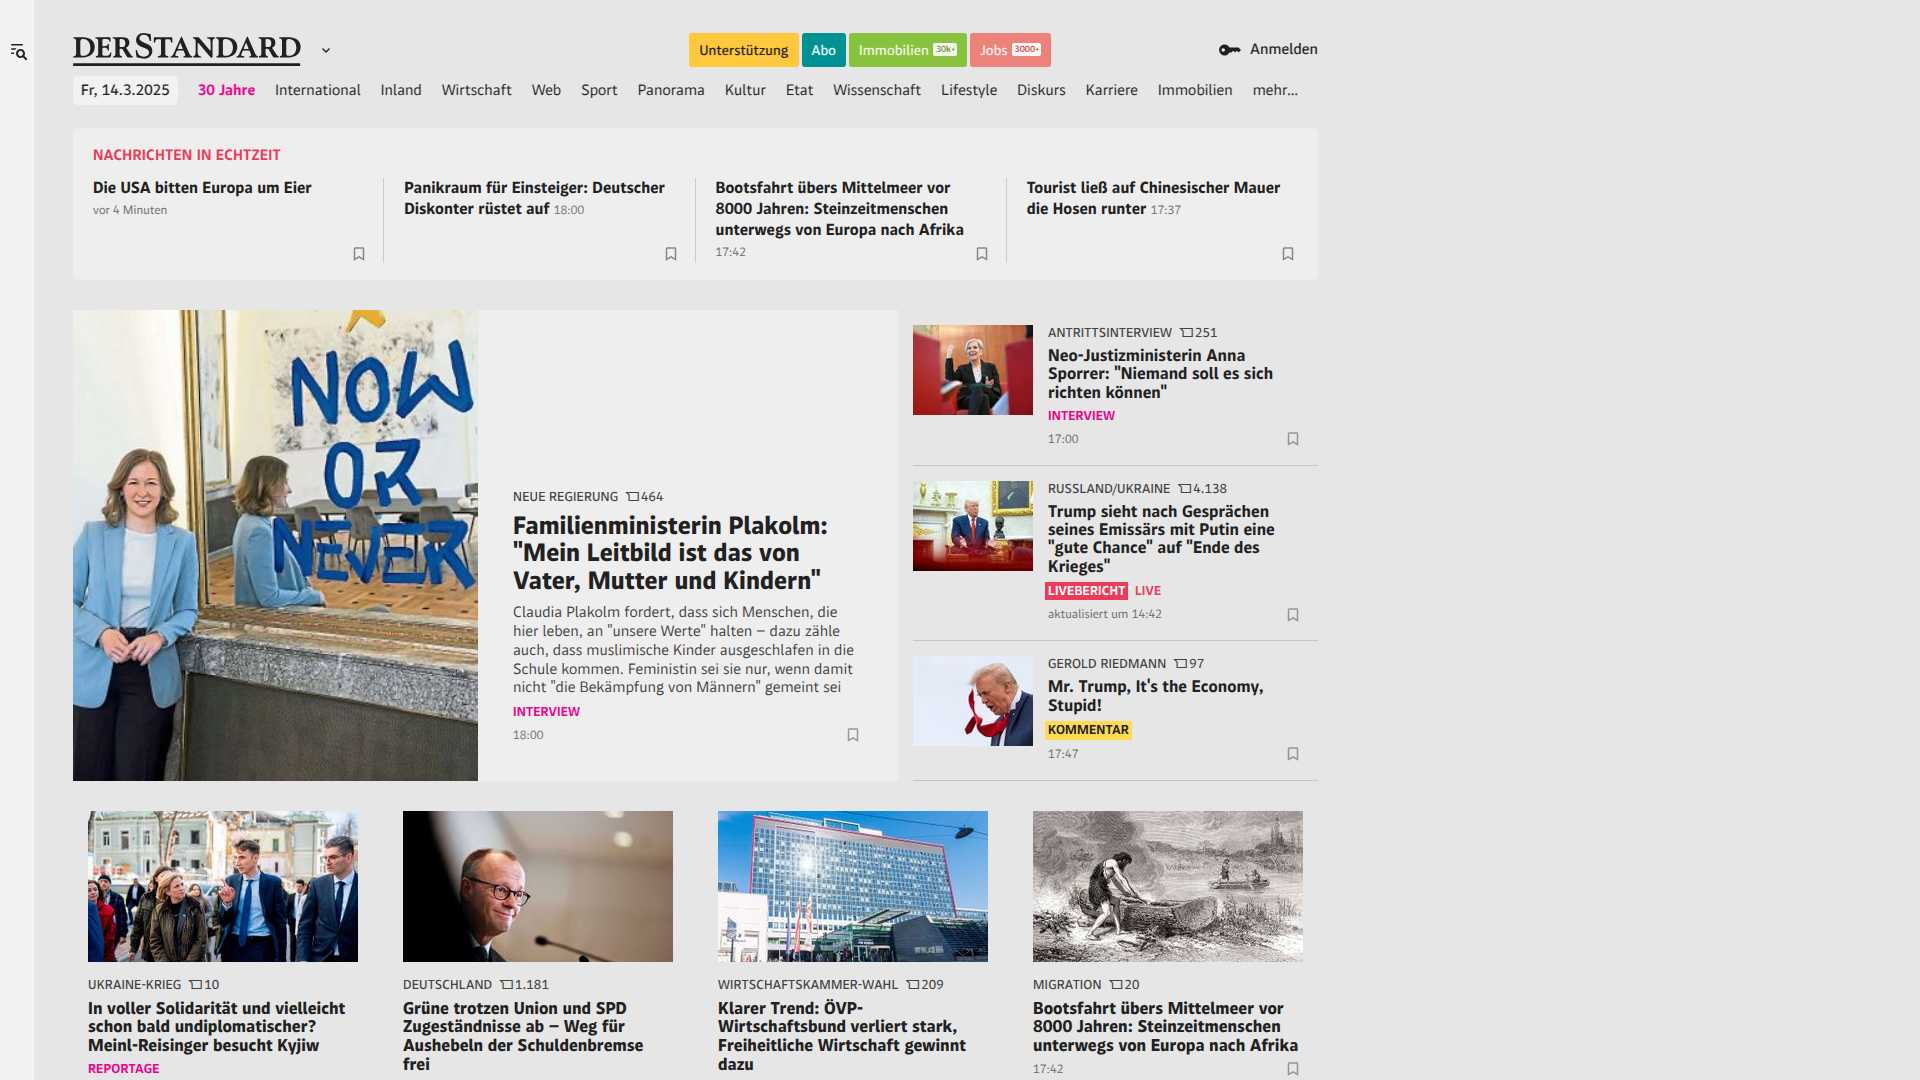 DERSTANDARD
Unterstützung
Abo
Immobilien 30k+
Jobs 3000+
Anmelden
Fr, 14.3.2025
30 Jahre
International
Inland
Wirtschaft
Web
Sport
Panorama
Kultur
Etat
Wissenschaft
Lifestyle
Diskurs
Karriere
Immobilien
mehr...
NACHRICHTEN IN ECHTZEIT
Die USA bitten Europa um Eier
vor 4 Minuten
Panikraum für Einsteiger: Deutscher
Diskonter rüstet auf 18:00
Bootsfahrt übers Mittelmeer vor
8000 Jahren: Steinzeitmenschen
unterwegs von Europa nach Afrika
17:42
Tourist ließ auf Chinesischer Mauer
die Hosen runter 17:37
NOW
OR
NEVER
NEUE REGIERUNG 464
Familienministerin Plakolm:
"Mein Leitbild ist das von
Vater, Mutter und Kindern"
Claudia Plakolm fordert, dass sich Menschen, die
hier leben, an "unsere Werte" halten – dazu zähle
auch, dass muslimische Kinder ausgeschlafen in die
Schule kommen. Feministin sei sie nur, wenn damit
nicht "die Bekämpfung von Männern" gemeint sei
INTERVIEW
18:00
ANTRITTSINTERVIEW 251
Neo-Justizministerin Anna
Sporrer: "Niemand soll es sich
richten können"
INTERVIEW
17:00
RUSSLAND/UKRAINE 4.138
Trump sieht nach Gesprächen
seines Emissärs mit Putin eine
"gute Chance" auf "Ende des
Krieges"
LIVEBERICHT LIVE
aktualisiert um 14:42
GEROLD RIEDMANN 97
Mr. Trump, It's the Economy,
Stupid!
KOMMENTAR
17:47
UKRAINE-KRIEG 10
In voller Solidarität und vielleicht
schon bald undiplomatischer?
Meinl-Reisinger besucht Kyjiw
REPORTAGE
DEUTSCHLAND 1.181
Grüne trotzen Union und SPD
Zugeständnisse ab – Weg für
Aushebeln der Schuldenbremse
frei
WIRTSCHAFTSKAMMER-WAHL 209
Klarer Trend: ÖVP-
Wirtschaftsbund verliert stark,
Freiheitliche Wirtschaft gewinnt
dazu
MIGRATION 20
Bootsfahrt übers Mittelmeer vor
8000 Jahren: Steinzeitmenschen
unterwegs von Europa nach Afrika
17:42